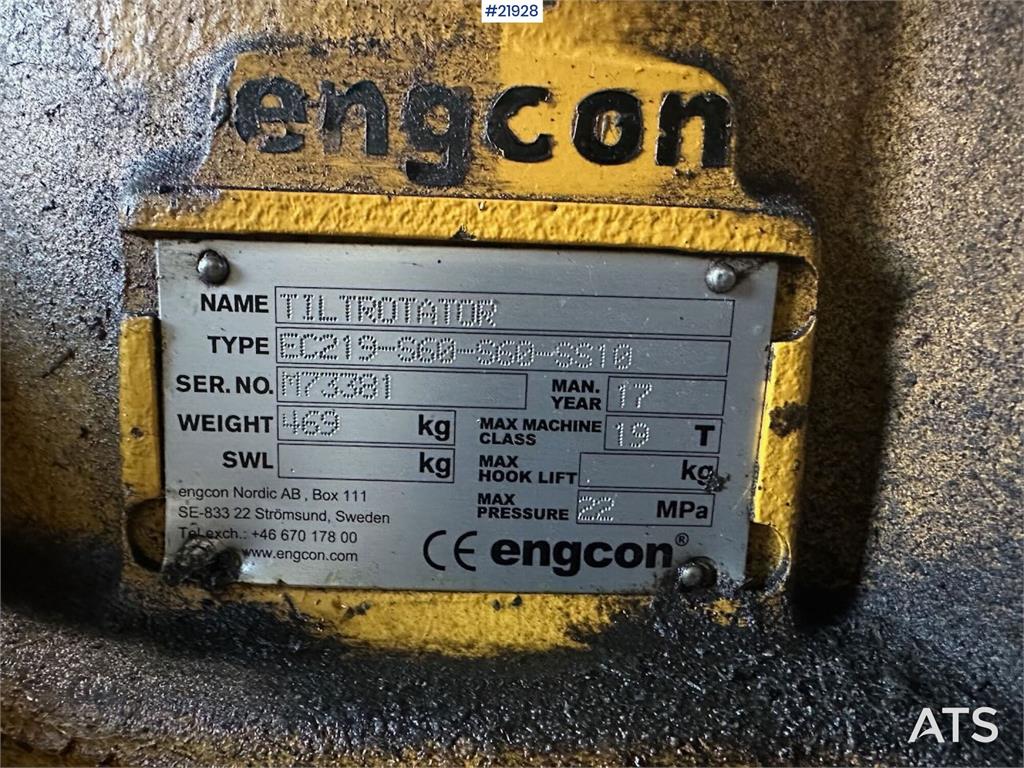 #21928
engcon
NAME TILTROTATOR
TYPE EC219-S60-S60-SS10
SER. NO. M73381 MAN. YEAR 17
WEIGHT 469 kg MAX MACHINE CLASS 19 T
SWL kg MAX HOOK LIFT kg
MAX PRESSURE 22 MPa
engcon Nordic AB, Box 111
SE-833 22 Strömsund, Sweden
Tel.exch.: +46 670 178 00
www.engcon.com
CE engcon®
ATS